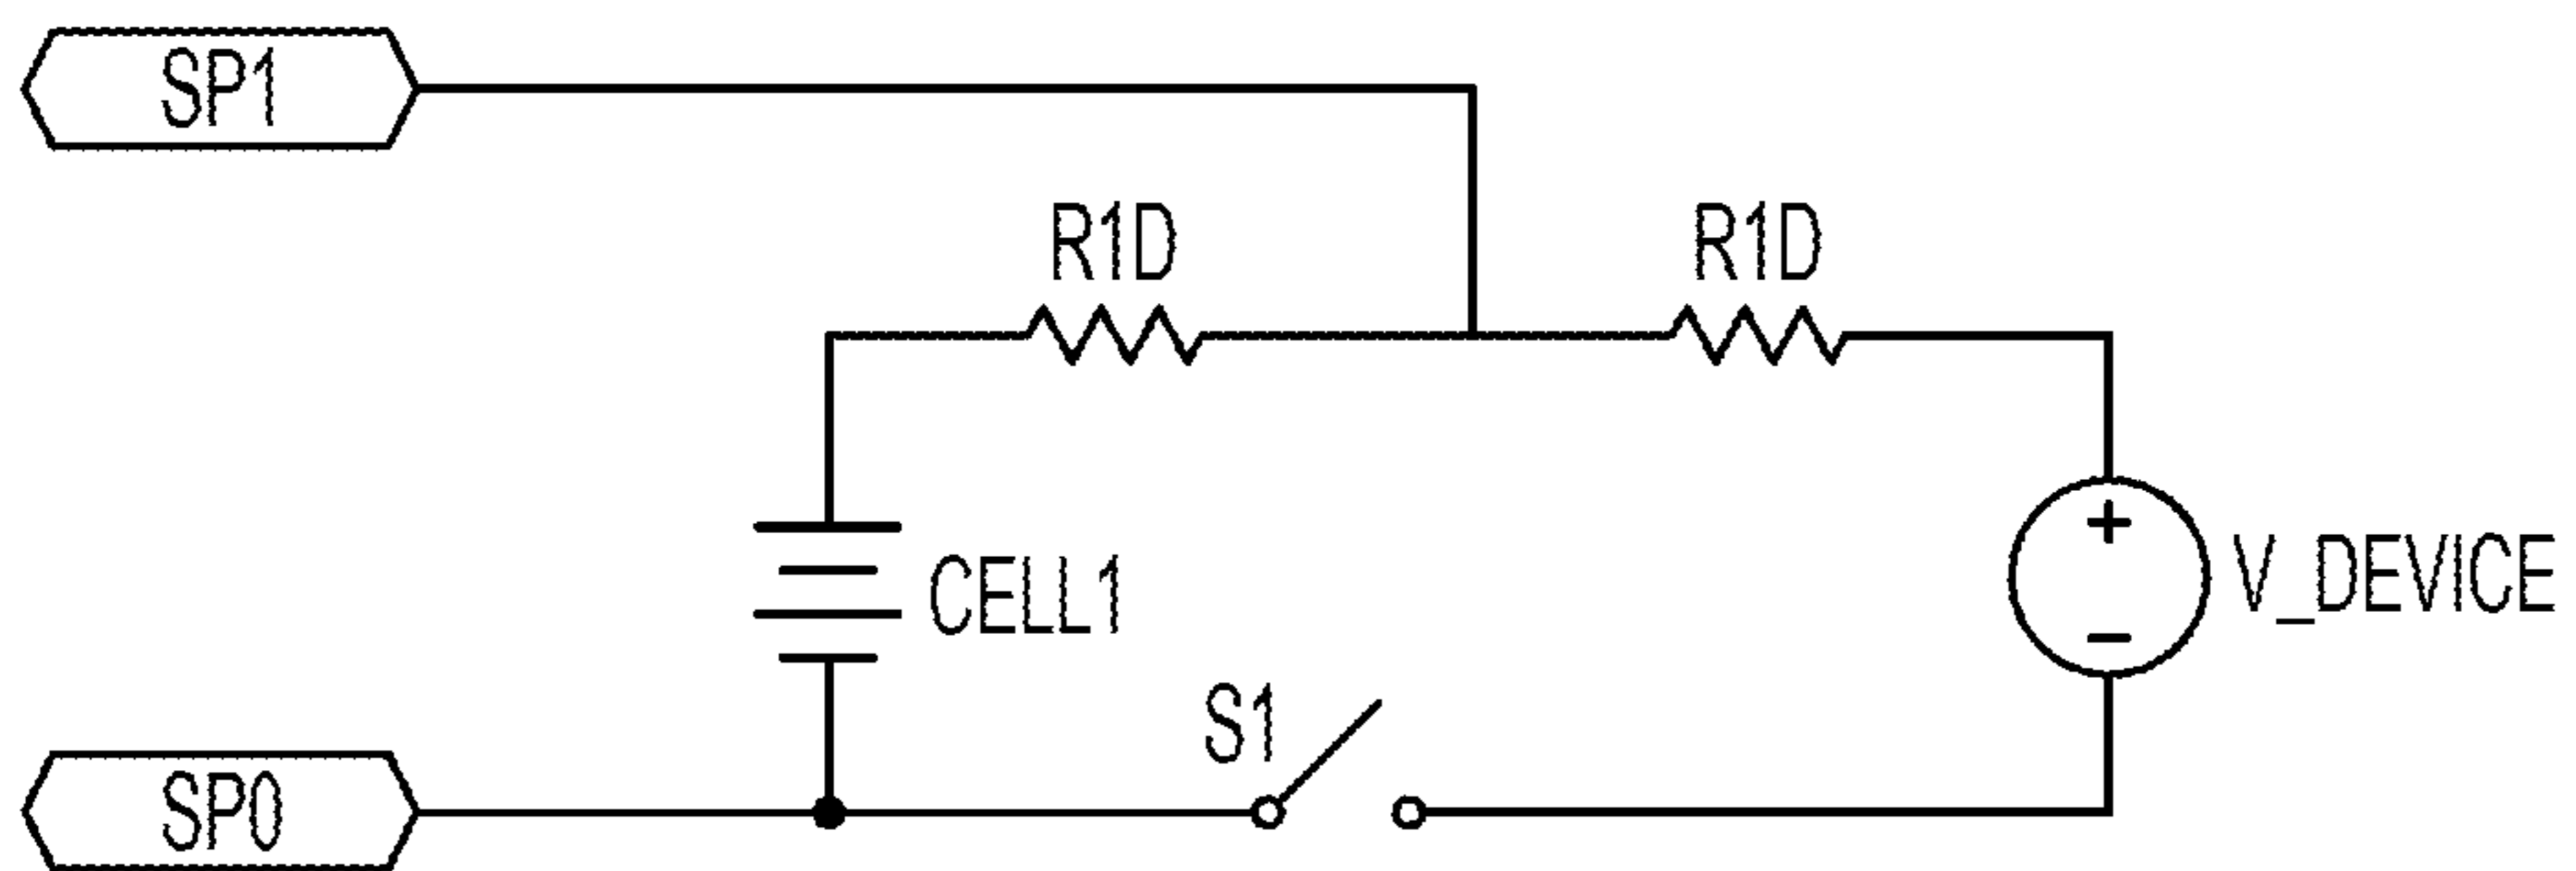 SP1
R1D
R1D
+
CELL1
V_DEVICE
−
S1
SP0